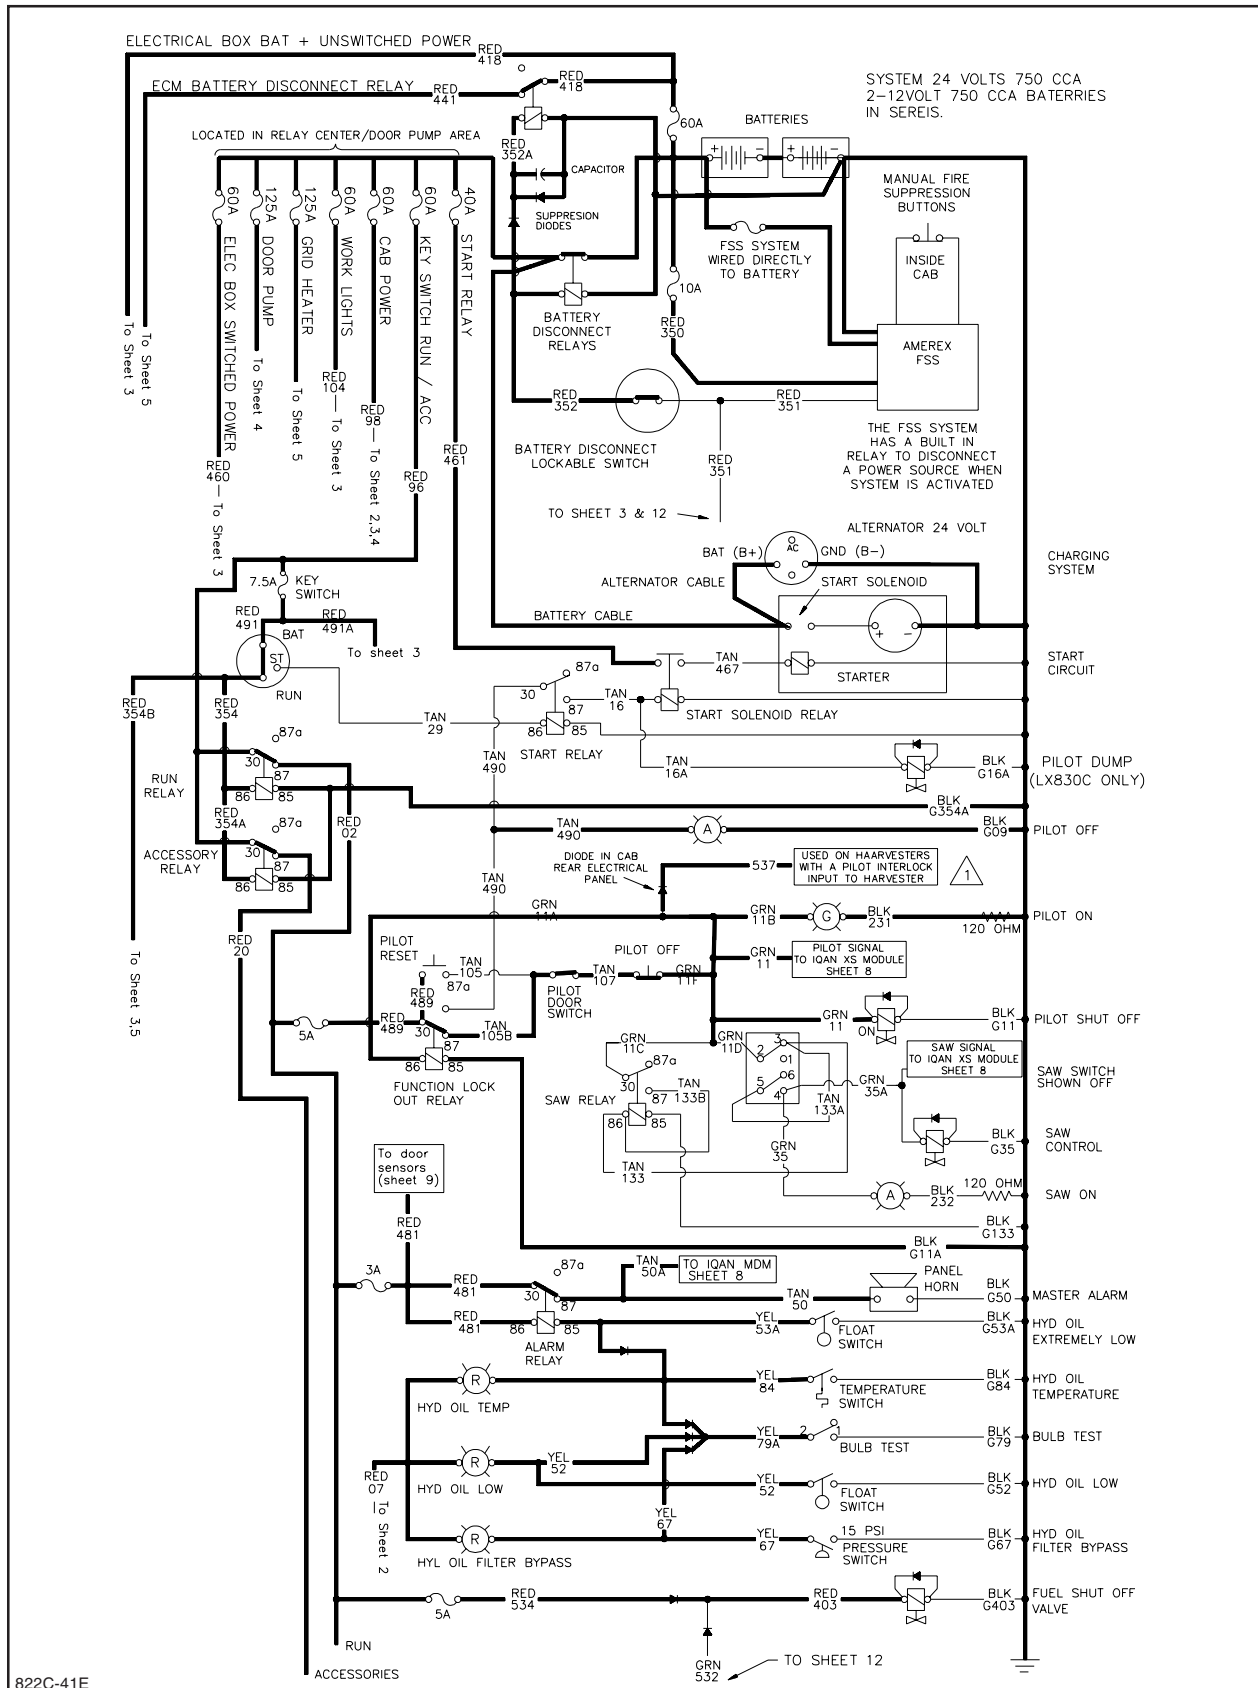 ELECTRICAL BOX BAT + UNSWITCHED POWER
RED
418
ECM BATTERY DISCONNECT RELAY
RED
441
RED
418
SYSTEM 24 VOLTS 750 CCA
2-12VOLT 750 CCA BATERRIES
IN SEREIS.
LOCATED IN RELAY CENTER/DOOR PUMP AREA
60A
BATTERIES
+
-
+
-
RED
352A
CAPACITOR
SUPPRESION
DIODES
MANUAL FIRE
SUPPRESSION
BUTTONS
INSIDE
CAB
FSS SYSTEM
WIRED DIRECTLY
TO BATTERY
60A
ELEC BOX SWITCHED POWER
125A
DOOR PUMP
125A
GRID HEATER
60A
WORK LIGHTS
60A
CAB POWER
60A
KEY SWITCH RUN / ACC
40A
START RELAY
10A
RED
350
BATTERY
DISCONNECT
RELAYS
AMEREX
FSS
To Sheet 3
To Sheet 5
To Sheet 4
To Sheet 5
RED
104
To Sheet 3
RED
98
To Sheet 2,3,4
RED
352
RED
351
BATTERY DISCONNECT
LOCKABLE SWITCH
RED
351
THE FSS SYSTEM
HAS A BUILT IN
RELAY TO DISCONNECT
A POWER SOURCE WHEN
SYSTEM IS ACTIVATED
RED
460
To Sheet 3
RED
96
RED
461
TO SHEET 3 & 12
ALTERNATOR 24 VOLT
BAT (B+)
AC
GND (B-)
CHARGING
SYSTEM
7.5A
KEY
SWITCH
ALTERNATOR CABLE
START SOLENOID
BATTERY CABLE
+
-
RED
491
RED
491A
BAT
To sheet 3
ST
RUN
TAN
467
STARTER
START
CIRCUIT
RED
354B
RED
354
87a
30
87
86
85
TAN
16
START SOLENOID RELAY
TAN
29
START RELAY
87a
30
87
86
85
RUN
RELAY
TAN
490
TAN
16A
BLK
G16A
PILOT DUMP
(LX830C ONLY)
BLK
G354A
RED
354A
RED
02
87a
30
87
86
85
ACCESSORY
RELAY
TAN
490
A
BLK
G09
PILOT OFF
DIODE IN CAB
REAR ELECTRICAL
PANEL
537
USED ON HAARVESTERS
WITH A PILOT INTERLOCK
INPUT TO HARVESTER
1
TAN
490
GRN
11A
GRN
11B
G
BLK
231
120 OHM
PILOT ON
RED
20
PILOT
RESET
TAN
105
87a
PILOT OFF
GRN
11
PILOT SIGNAL
TO IQAN XS MODULE
SHEET 8
To Sheet 3,5
RED
489
PILOT
DOOR
SWITCH
TAN
107
GRN
11F
5A
RED
489
30
87
TAN
105B
86
85
FUNCTION LOCK
OUT RELAY
GRN
11
ON
BLK
G11
PILOT SHUT OFF
GRN
11C
GRN
11D
3
2
1
6
5
4
SAW SIGNAL
TO IQAN XS MODULE
SHEET 8
SAW SWITCH
SHOWN OFF
87a
30
87
86
85
SAW RELAY
TAN
133B
TAN
133A
GRN
35A
BLK
G35
SAW
CONTROL
GRN
35
To door
sensors
(sheet 9)
TAN
133
A
BLK
232
120 OHM
SAW ON
RED
481
BLK
G133
BLK
G11A
3A
RED
481
87a
30
87
86
85
TAN
50A
TO IQAN MDM
SHEET 8
PANEL
HORN
TAN
50
BLK
G50
MASTER ALARM
RED
481
ALARM
RELAY
YEL
53A
FLOAT
SWITCH
BLK
G53A
HYD OIL
EXTREMELY LOW
R
HYD OIL TEMP
YEL
84
TEMPERATURE
SWITCH
BLK
G84
HYD OIL
TEMPERATURE
YEL
79A
2
1
BULB TEST
BLK
G79
BULB TEST
RED
07
To Sheet 2
R
HYD OIL LOW
YEL
52
YEL
52
FLOAT
SWITCH
BLK
G52
HYD OIL LOW
YEL
67
R
HYL OIL FILTER BYPASS
YEL
67
15 PSI
PRESSURE
SWITCH
BLK
G67
HYD OIL
FILTER BYPASS
5A
RED
534
RED
403
BLK
G403
FUEL SHUT OFF
VALVE
RUN
ACCESSORIES
GRN
532
TO SHEET 12
822C-41E